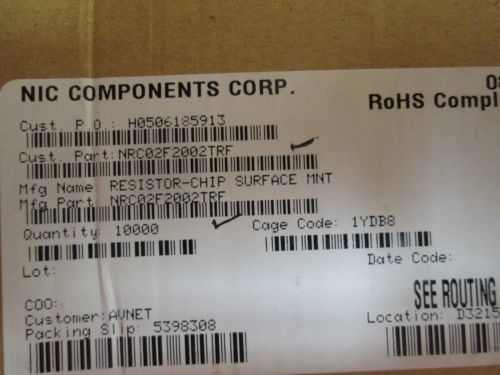 NIC COMPONENTS CORP.
RoHS Compli
Cust. P.O.: H0506185913
Cust. Part: NRC02F2002TRF
Mfg Name: RESISTOR-CHIP SURFACE MNT
Mfg Part: NRC02F2002TRF
Quantity: 10000
Cage Code: 1YDB8
Lot:
Date Code:
COO:
SEE ROUTING
Customer: AVNET
Packing Slip: 5398308
Location: D3215